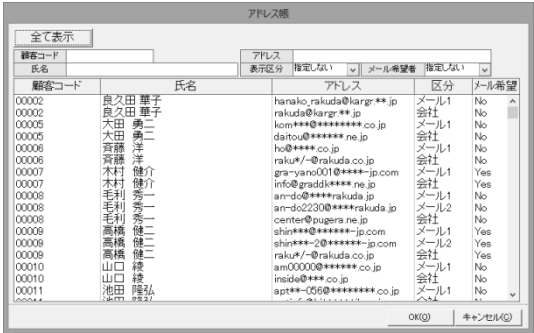 アドレス帳
全て表示
顧客コード アドレス
氏名 表示区分 指定しない メール希望者 指定しない
顧客コード 氏名 アドレス 区分 メール希望
00002 良久田 華子 hanako_rakuda@kargr.**.jp メール1 No
00002 良久田 華子 rakuda@kargr.**.jp 会社 No
00005 大田 勇二 kom***@********.co.jp メール1 No
00005 大田 勇二 daitou@******.ne.jp 会社 No
00006 斉藤 洋 ho@****.co.jp メール1 No
00006 斉藤 洋 raku*/-@rakuda.co.jp 会社 No
00007 木村 健介 gra-yano001@****-jp.com メール1 Yes
00007 木村 健介 info@graddk****.ne.jp 会社 Yes
00008 毛利 秀一 an-do@****rakuda.jp メール1 No
00008 毛利 秀一 an-do2230@****rakuda.jp メール2 No
00008 毛利 秀一 center@pugera.ne.jp 会社 No
00009 高橋 健二 shin***@******-jp.com メール1 Yes
00009 高橋 健二 shin***-2@******-jp.com メール2 Yes
00009 高橋 健二 raku*/-@rakuda.co.jp 会社 Yes
00010 山口 綾 am00000@******.co.jp メール1 No
00010 山口 綾 inside@***.co.jp 会社 No
00011 池田 隆弘 apt**-056@********.co.jp メール1 No
OK(O) キャンセル(C)